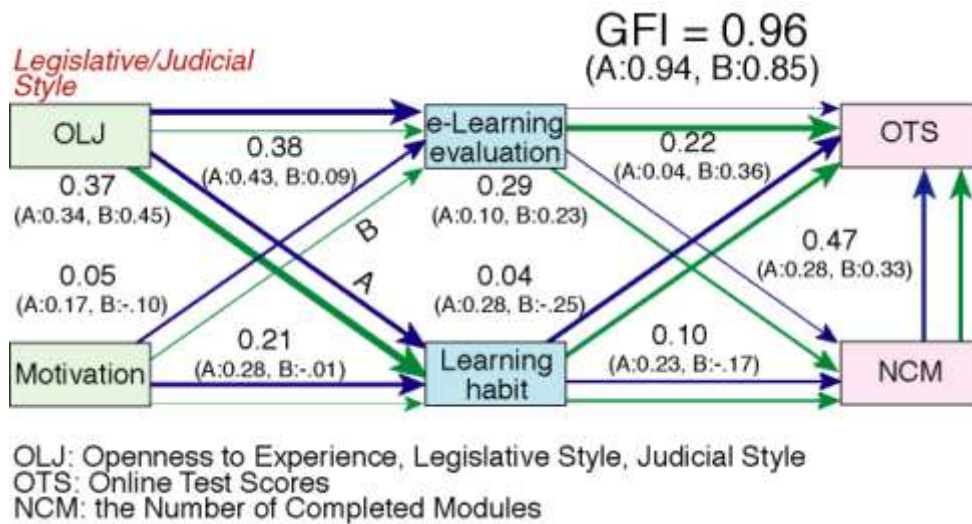 GFI = 0.96
(A:0.94, B:0.85)
Legislative/Judicial
Style
OLJ
e-Learning
evaluation
OTS
0.38
(A:0.43, B:0.09)
0.22
(A:0.04, B:0.36)
0.37
(A:0.34, B:0.45)
0.29
(A:0.10, B:0.23)
B
A
0.47
(A:0.28, B:0.33)
0.05
(A:0.17, B:-.10)
0.04
(A:0.28, B:-.25)
0.21
(A:0.28, B:-.01)
0.10
(A:0.23, B:-.17)
Motivation
Learning
habit
NCM
OLJ: Openness to Experience, Legislative Style, Judicial Style
OTS: Online Test Scores
NCM: the Number of Completed Modules